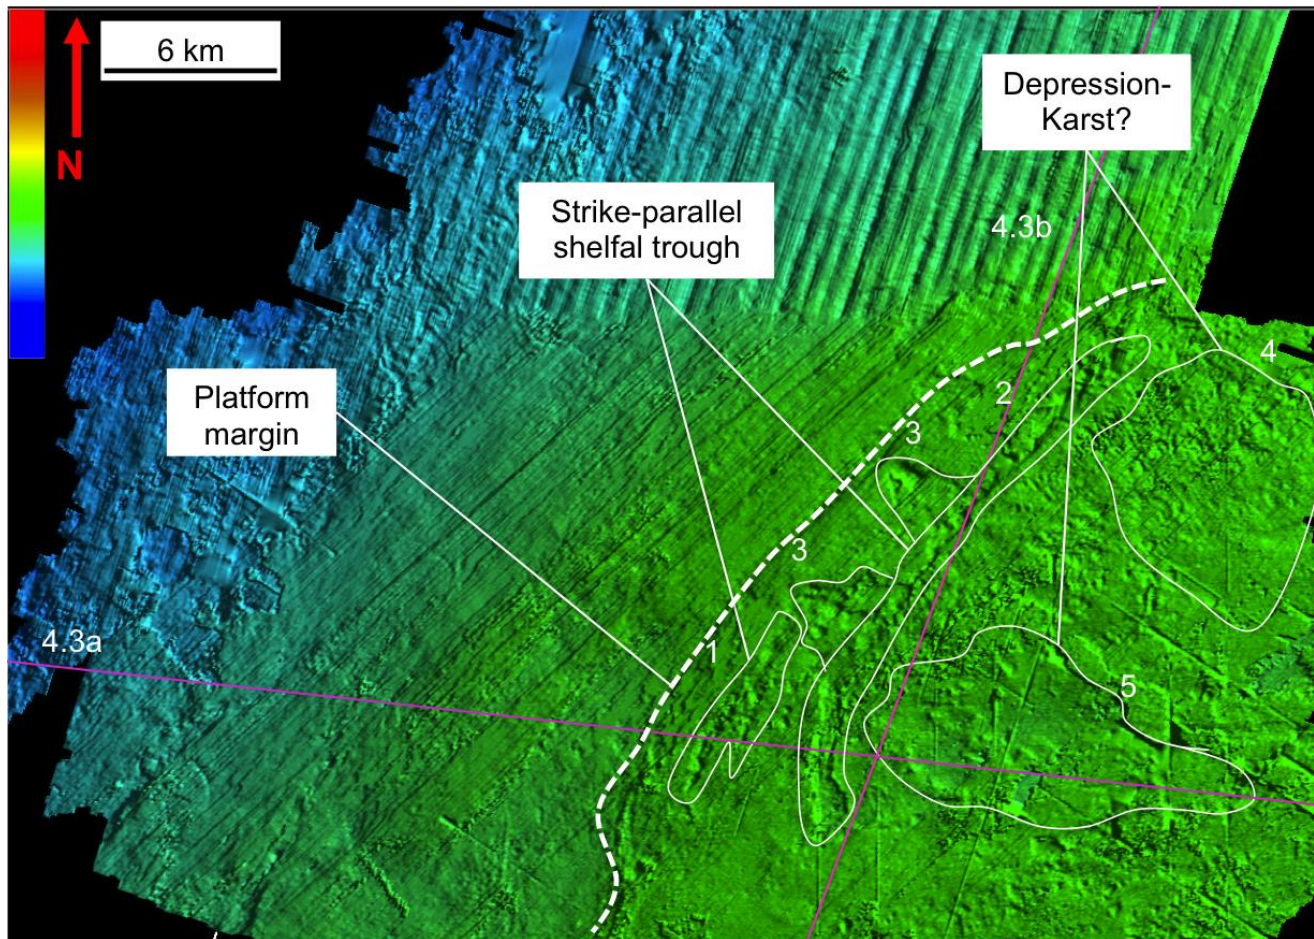 6 km
N
Depression-
Karst?
Strike-parallel
shelfal trough
4.3b
Platform
margin
4
2
3
3
4.3a
1
5